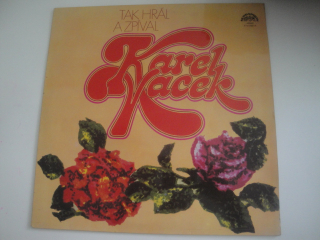 TAK HRÁL
A ZPÍVAL
Karel
Vacek